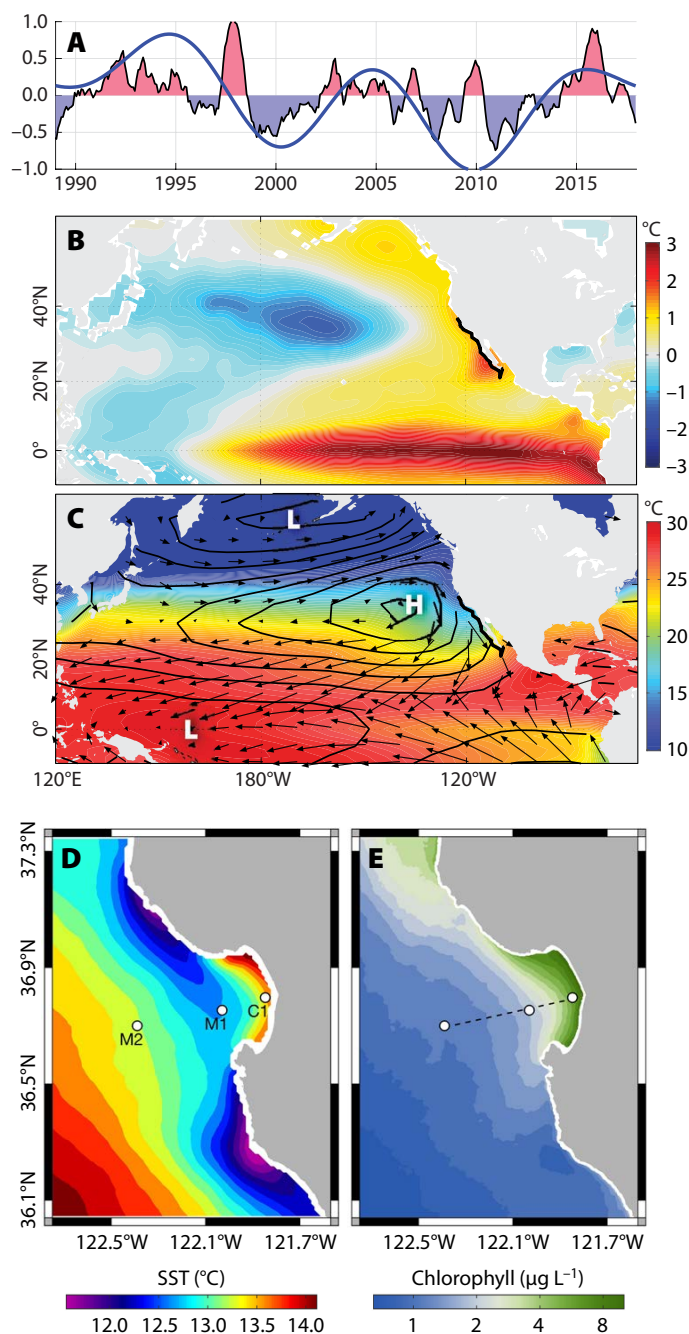 A
1.0
0.5
0.0
−0.5
−1.0
1990 1995 2000 2005 2010 2015
B
°C
40°N
20°N
0°
3
2
1
0
−1
−2
−3
C
°C
L
H
L
40°N
20°N
0°
30
25
20
15
10
120°E 180°W 120°W
D
E
37.3°N
36.9°N
36.5°N
36.1°N
M2
M1
C1
122.5°W 122.1°W 121.7°W
122.5°W 122.1°W 121.7°W
SST (°C)
12.0 12.5 13.0 13.5 14.0
Chlorophyll (μg L⁻¹)
1 2 4 8